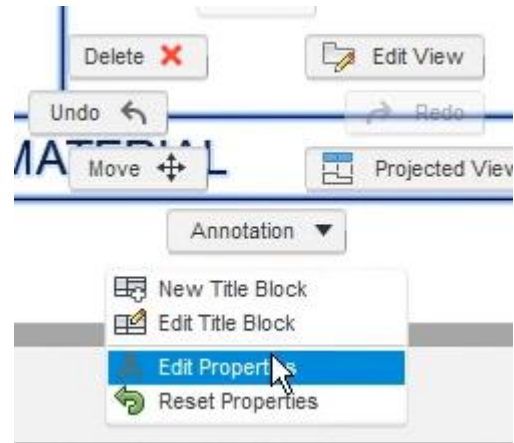 Delete
Edit View
Undo
Redo
MATERIAL
Move
Projected View
Annotation
New Title Block
Edit Title Block
Edit Properties
Reset Properties